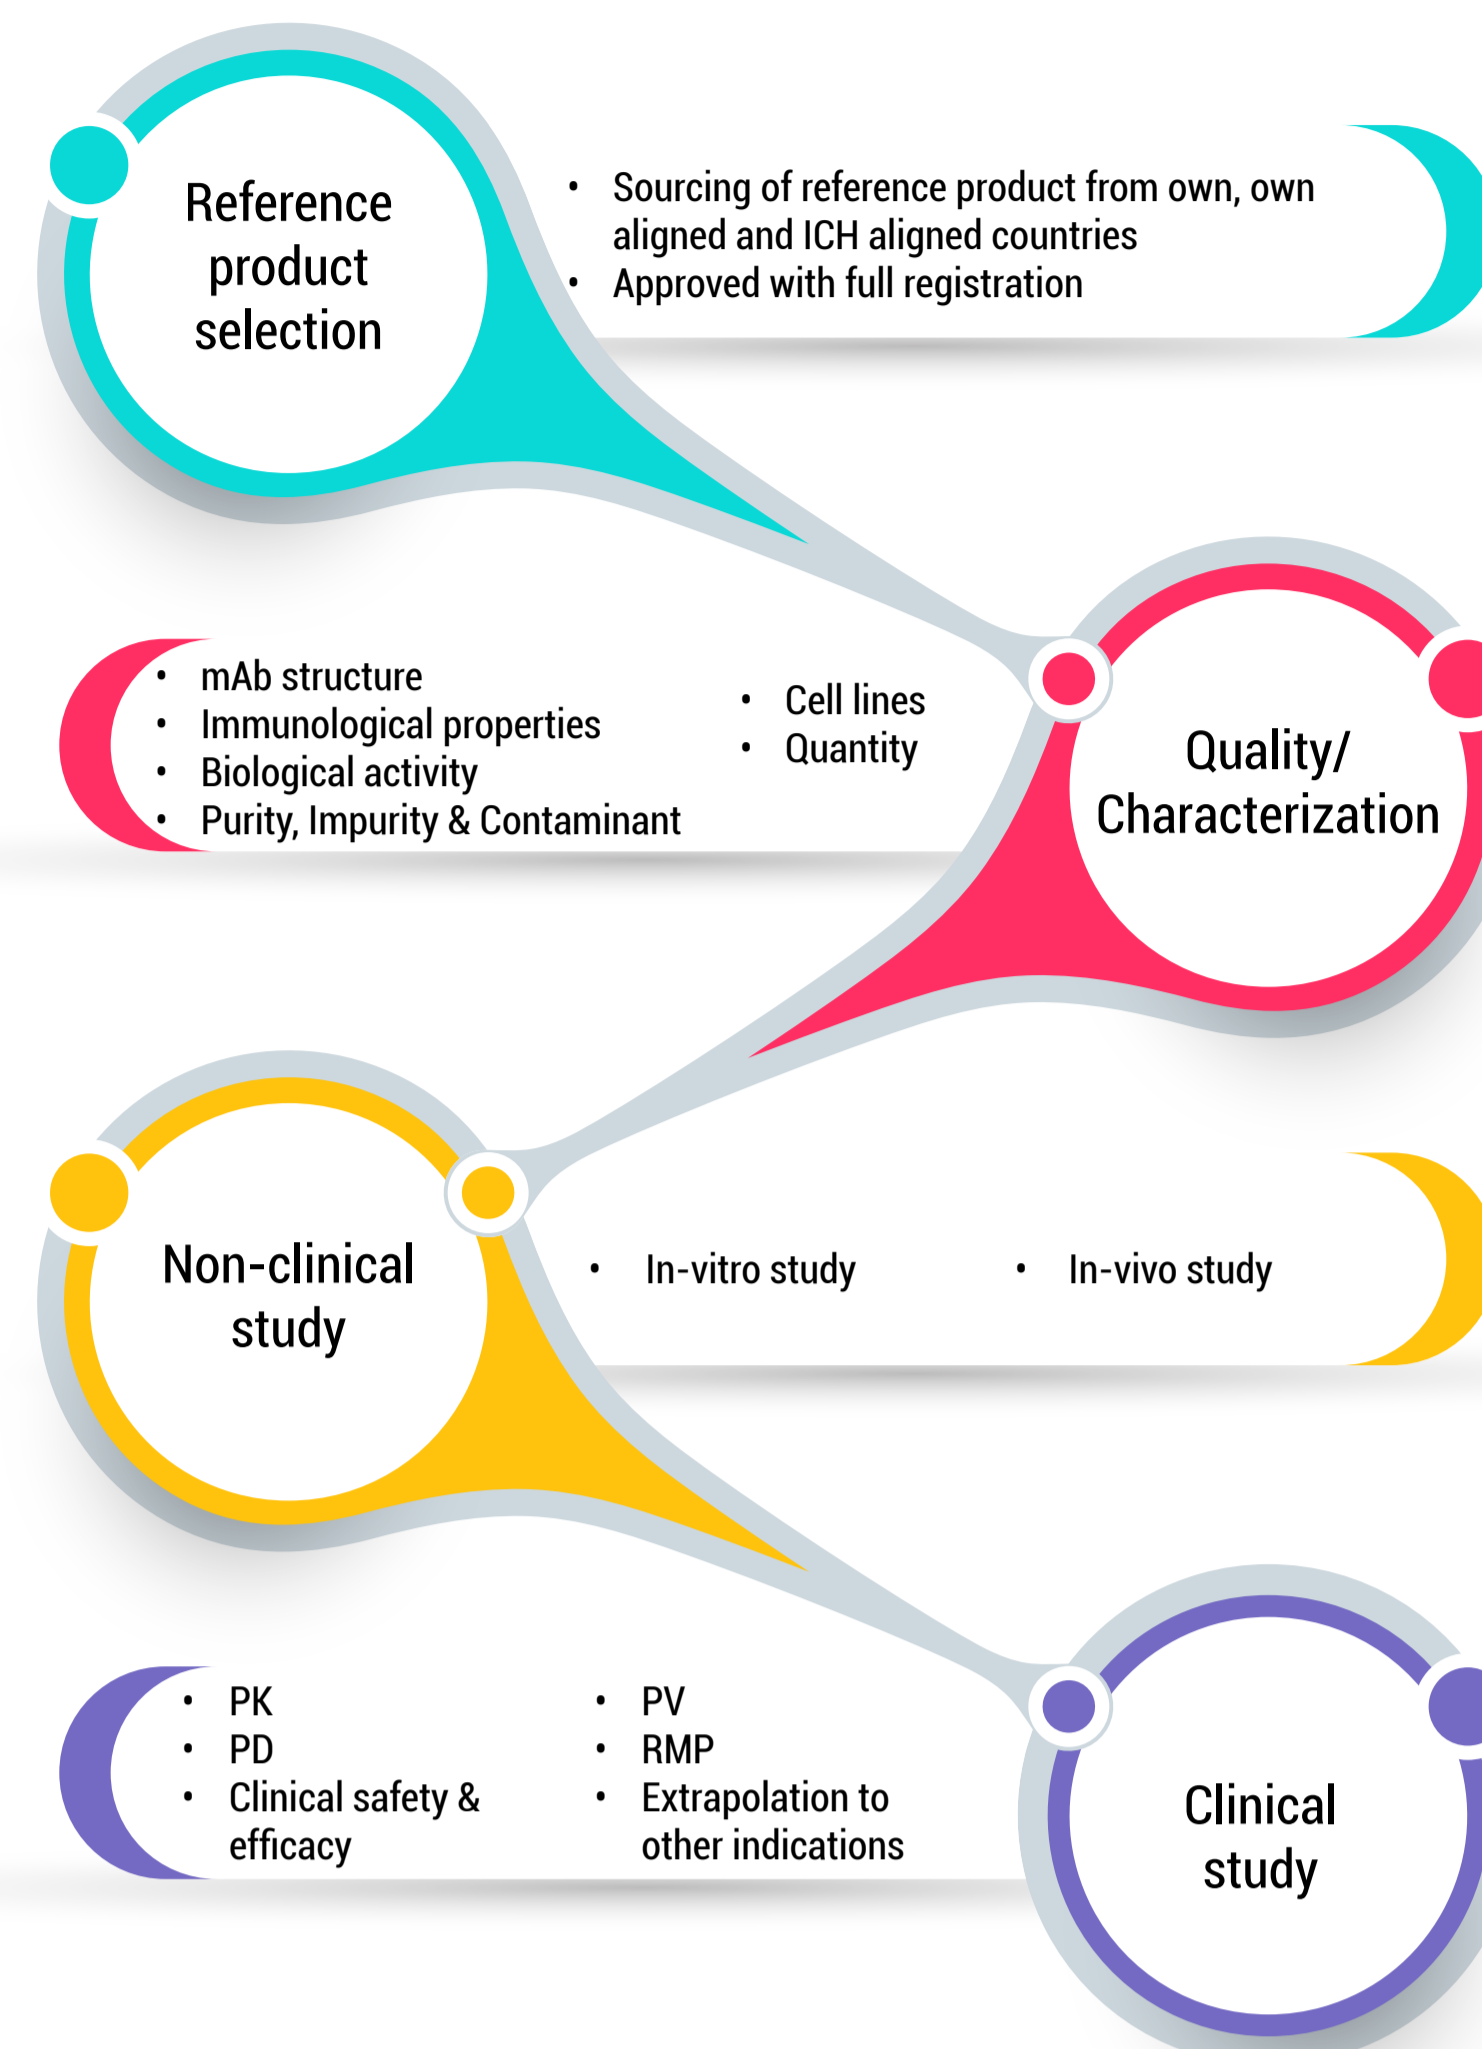 Reference
product
selection
• Sourcing of reference product from own, own
aligned and ICH aligned countries
• Approved with full registration
• mAb structure
• Immunological properties
• Biological activity
• Purity, Impurity & Contaminant
• Cell lines
• Quantity
Quality/
Characterization
Non-clinical
study
• In-vitro study
• In-vivo study
• PK
• PD
• Clinical safety &
efficacy
• PV
• RMP
• Extrapolation to
other indications
Clinical
study